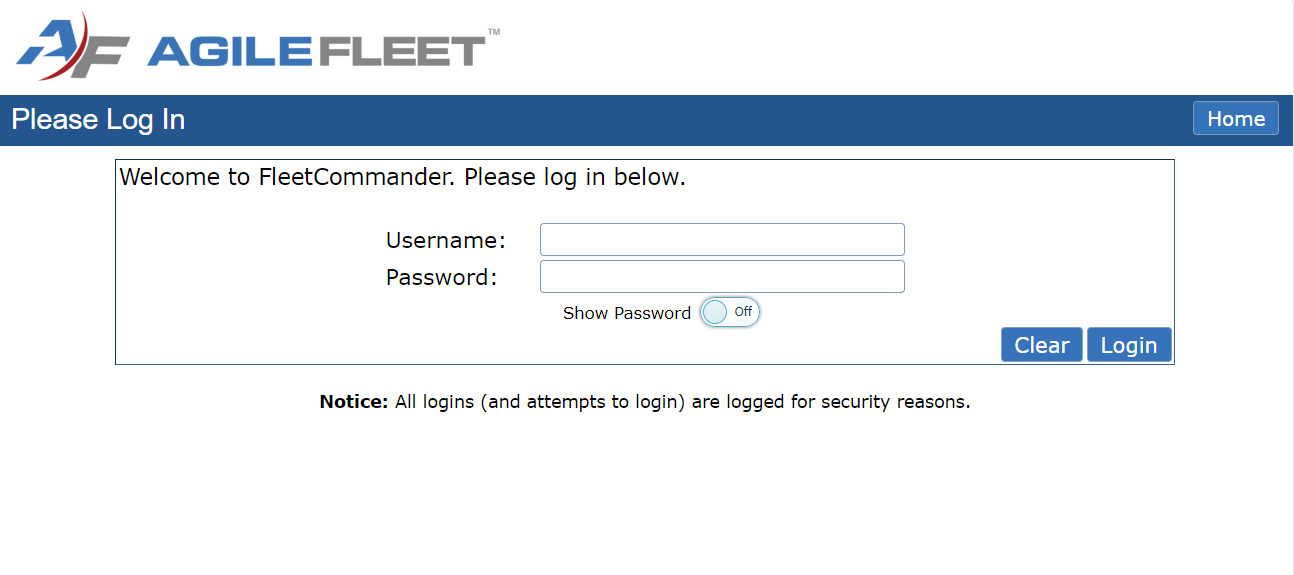 AF AGILEFLEET™
Please Log In
Home
Welcome to FleetCommander. Please log in below.
Username:
Password:
Show Password Off
Clear Login
Notice: All logins (and attempts to login) are logged for security reasons.